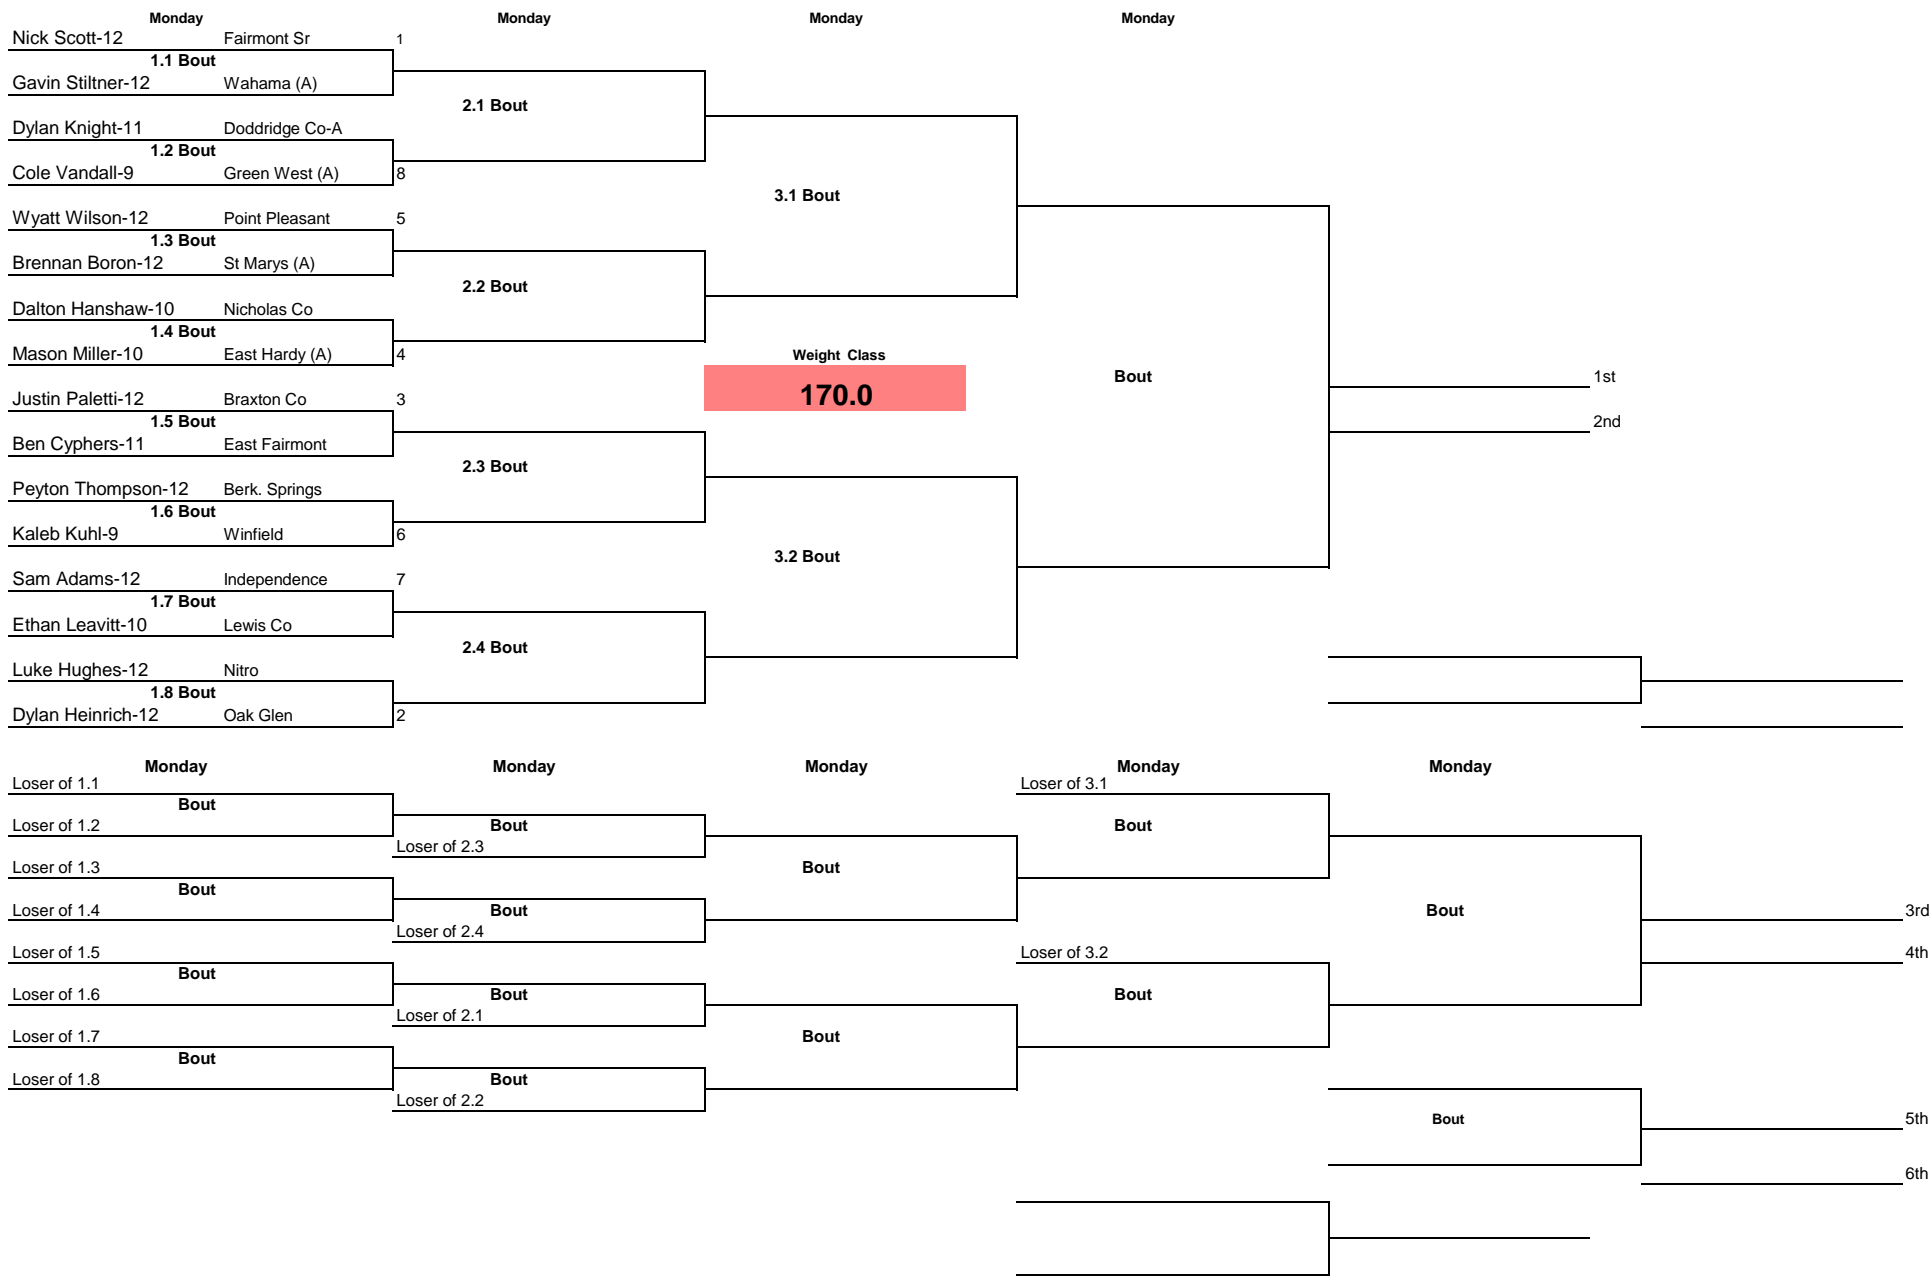 Monday Monday Monday Monday
Nick Scott-12 Fairmont Sr 1
1.1 Bout
Gavin Stiltner-12 Wahama (A)
2.1 Bout
Dylan Knight-11 Doddridge Co-A
1.2 Bout
Cole Vandall-9 Green West (A) 8
3.1 Bout
Wyatt Wilson-12 Point Pleasant 5
1.3 Bout
Brennan Boron-12 St Marys (A)
2.2 Bout
Dalton Hanshaw-10 Nicholas Co
1.4 Bout
Mason Miller-10 East Hardy (A) 4
Weight Class
Bout 1st
170.0
Justin Paletti-12 Braxton Co 3
1.5 Bout 2nd
Ben Cyphers-11 East Fairmont
2.3 Bout
Peyton Thompson-12 Berk. Springs
1.6 Bout
Kaleb Kuhl-9 Winfield 6
3.2 Bout
Sam Adams-12 Independence 7
1.7 Bout
Ethan Leavitt-10 Lewis Co
2.4 Bout
Luke Hughes-12 Nitro
1.8 Bout
Dylan Heinrich-12 Oak Glen 2
Monday Monday Monday Monday Monday
Loser of 1.1 Loser of 3.1
Bout
Loser of 1.2 Bout Bout
Loser of 2.3
Loser of 1.3 Bout
Bout
Loser of 1.4 Bout Bout 3rd
Loser of 2.4
Loser of 1.5 Loser of 3.2 4th
Bout
Loser of 1.6 Bout Bout
Loser of 2.1
Loser of 1.7 Bout
Bout
Loser of 1.8 Bout
Loser of 2.2
Bout 5th
6th